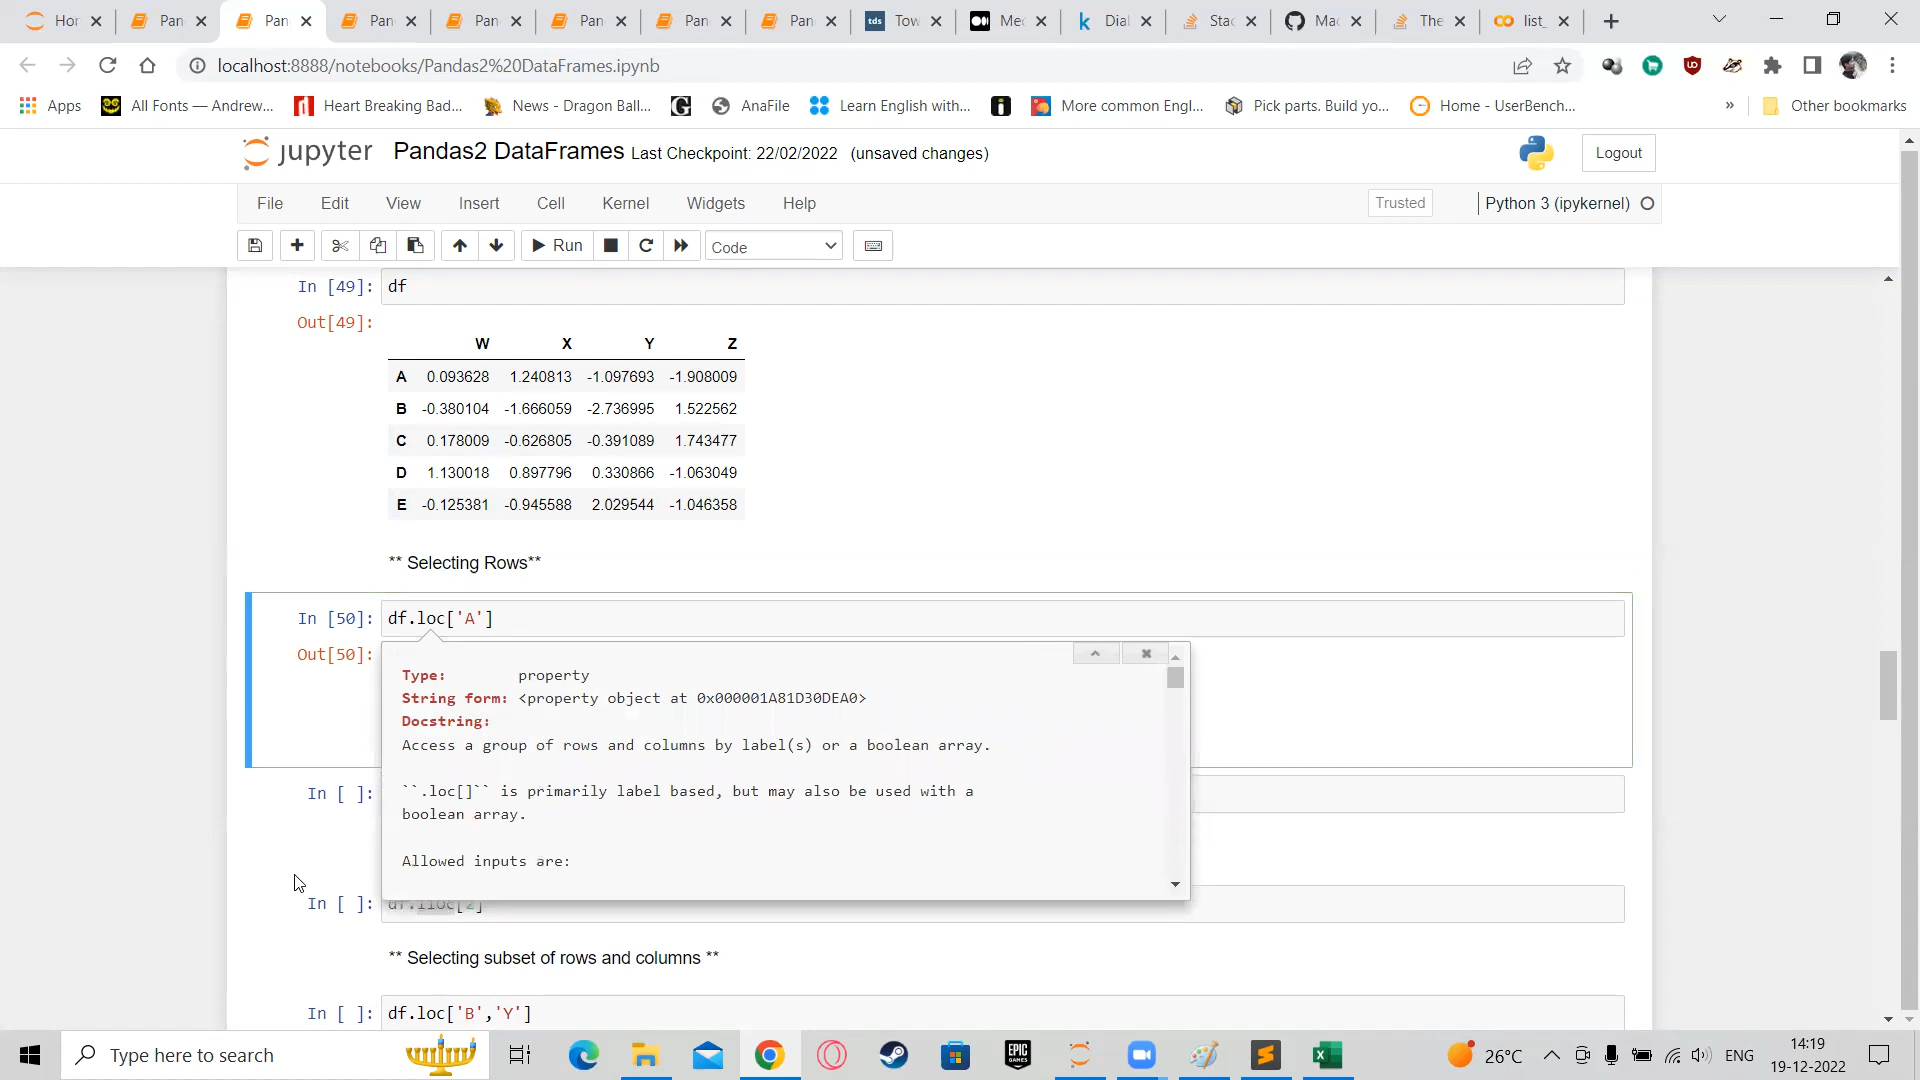 Hor
Pan
Pan
Pan
Pan
Pan
Pan
Pan
tds Tow
Med
k Dial
Stac
Mac
The
list_
localhost:8888/notebooks/Pandas2%20DataFrames.ipynb
Apps
All Fonts — Andrew...
Heart Breaking Bad...
News - Dragon Ball...
G
AnaFile
Learn English with...
More common Engl...
Pick parts. Build yo...
Home - UserBench...
»
Other bookmarks
jupyter Pandas2 DataFrames Last Checkpoint: 22/02/2022 (unsaved changes)
Logout
File Edit View Insert Cell Kernel Widgets Help
Trusted
Python 3 (ipykernel)
Run
Code
In [49]: df
Out[49]:
W X Y Z
A 0.093628 1.240813 -1.097693 -1.908009
B -0.380104 -1.666059 -2.736995 1.522562
C 0.178009 -0.626805 -0.391089 1.743477
D 1.130018 0.897796 0.330866 -1.063049
E -0.125381 -0.945588 2.029544 -1.046358
** Selecting Rows**
In [50]: df.loc['A']
Out[50]:
Type: property
String form: <property object at 0x000001A81D30DEA0>
Docstring:
Access a group of rows and columns by label(s) or a boolean array.
``.loc[]`` is primarily label based, but may also be used with a
boolean array.
Allowed inputs are:
In [ ]:
In [ ]: df.iloc[2]
** Selecting subset of rows and columns **
In [ ]: df.loc['B','Y']
Type here to search
EPIC GAMES
26°C
ENG
14:19
19-12-2022